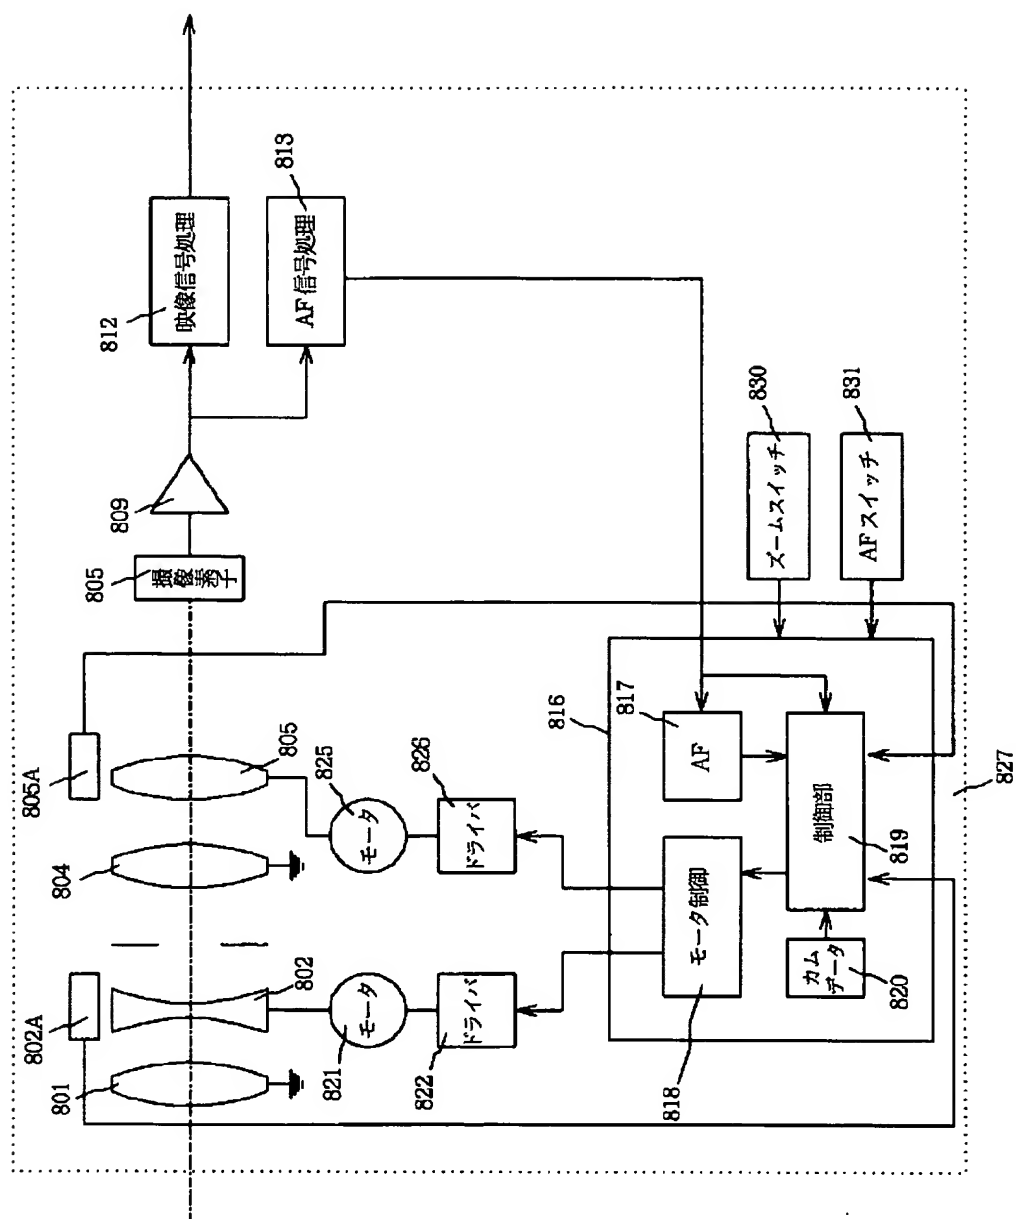 映像信号処理
812
AF信号処理
813
809
撮像素子
805
ズームスイッチ
830
AFスイッチ
831
805A
805
804
802A
802
801
モータ
825
ドライバ
826
モータ
821
ドライバ
822
816
AF
817
モータ制御
818
制御部
819
カム
データ
820
827